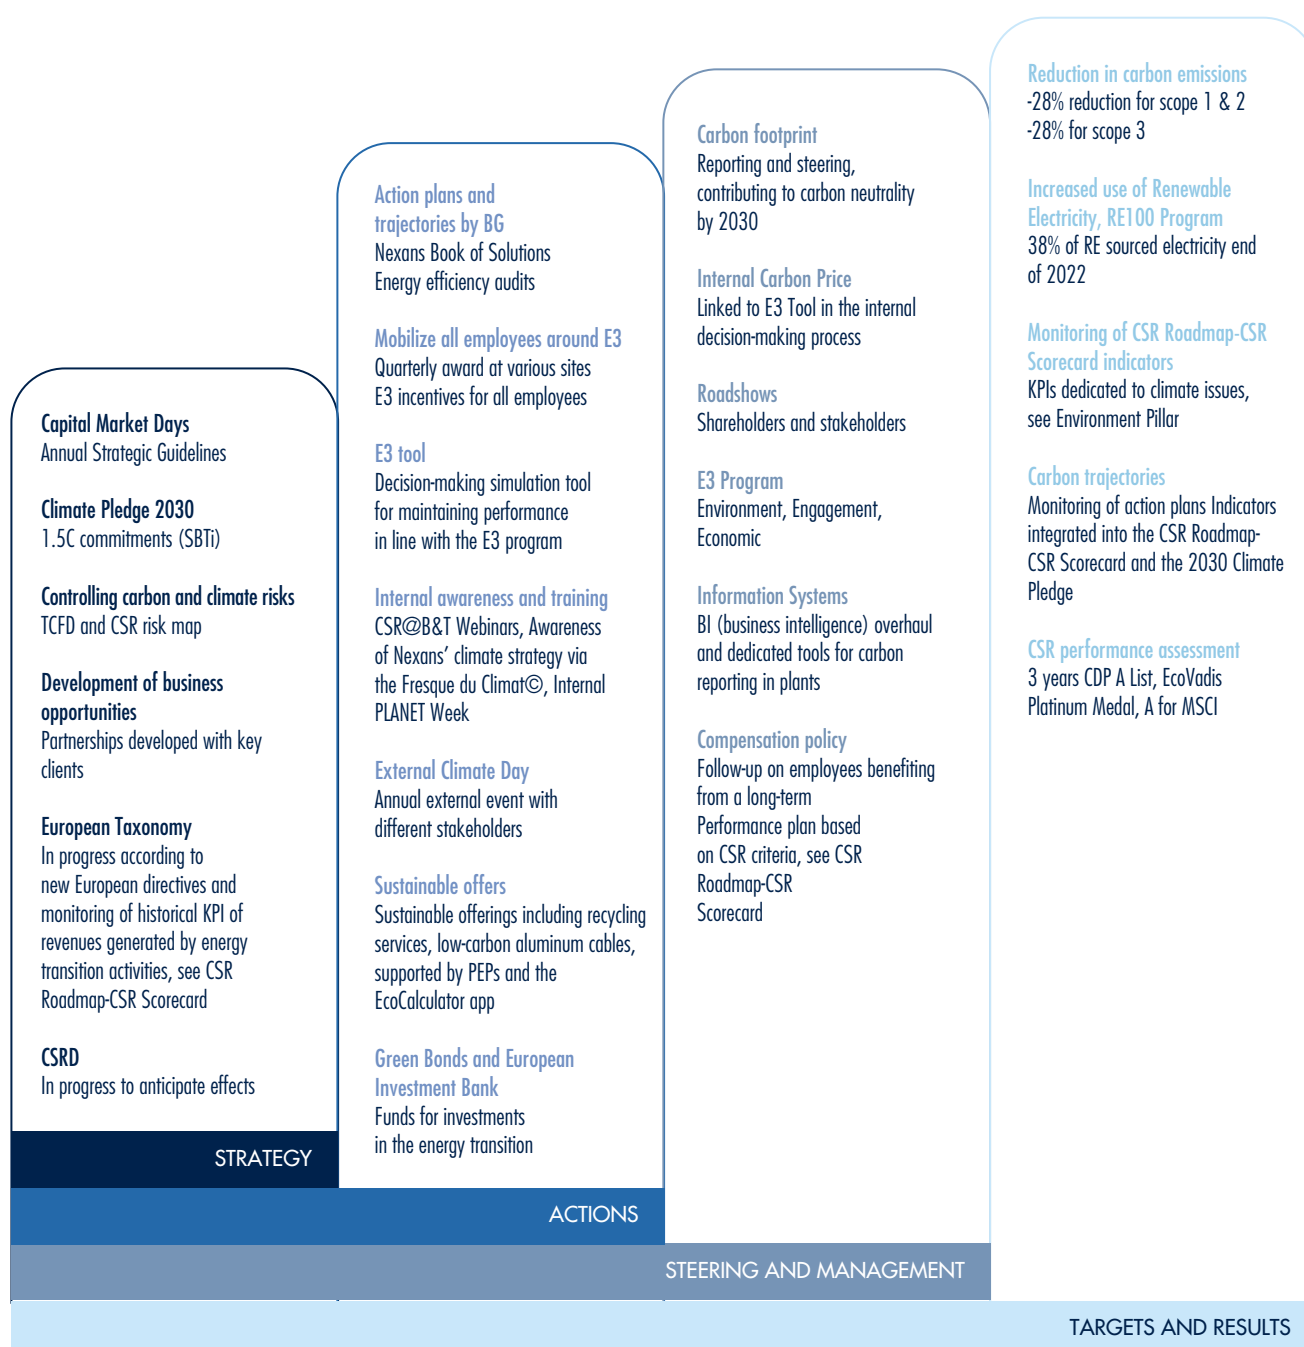 Capital Market Days
Annual Strategic Guidelines
Climate Pledge 2030
1.5C commitments (SBTi)
Controlling carbon and climate risks
TCFD and CSR risk map
Development of business
opportunities
Partnerships developed with key
clients
European Taxonomy
In progress according to
new European directives and
monitoring of historical KPI of
revenues generated by energy
transition activities, see CSR
Roadmap-CSR Scorecard
CSRD
In progress to anticipate effects
STRATEGY
Action plans and
trajectories by BG
Nexans Book of Solutions
Energy efficiency audits
Mobilize all employees around E3
Quarterly award at various sites
E3 incentives for all employees
E3 tool
Decision-making simulation tool
for maintaining performance
in line with the E3 program
Internal awareness and training
CSR@B&T Webinars, Awareness
of Nexans’ climate strategy via
the Fresque du Climat©, Internal
PLANET Week
External Climate Day
Annual external event with
different stakeholders
Sustainable offers
Sustainable offerings including recycling
services, low-carbon aluminum cables,
supported by PEPs and the
EcoCalculator app
Green Bonds and European
Investment Bank
Funds for investments
in the energy transition
ACTIONS
Carbon footprint
Reporting and steering,
contributing to carbon neutrality
by 2030
Internal Carbon Price
Linked to E3 Tool in the internal
decision-making process
Roadshows
Shareholders and stakeholders
E3 Program
Environment, Engagement,
Economic
Information Systems
BI (business intelligence) overhaul
and dedicated tools for carbon
reporting in plants
Compensation policy
Follow-up on employees benefiting
from a long-term
Performance plan based
on CSR criteria, see CSR
Roadmap-CSR
Scorecard
STEERING AND MANAGEMENT
Reduction in carbon emissions
-28% reduction for scope 1 & 2
-28% for scope 3
Increased use of Renewable
Electricity, RE100 Program
38% of RE sourced electricity end
of 2022
Monitoring of CSR Roadmap-CSR
Scorecard indicators
KPIs dedicated to climate issues,
see Environment Pillar
Carbon trajectories
Monitoring of action plans Indicators
integrated into the CSR Roadmap-
CSR Scorecard and the 2030 Climate
Pledge
CSR performance assessment
3 years CDP A List, EcoVadis
Platinum Medal, A for MSCI
TARGETS AND RESULTS